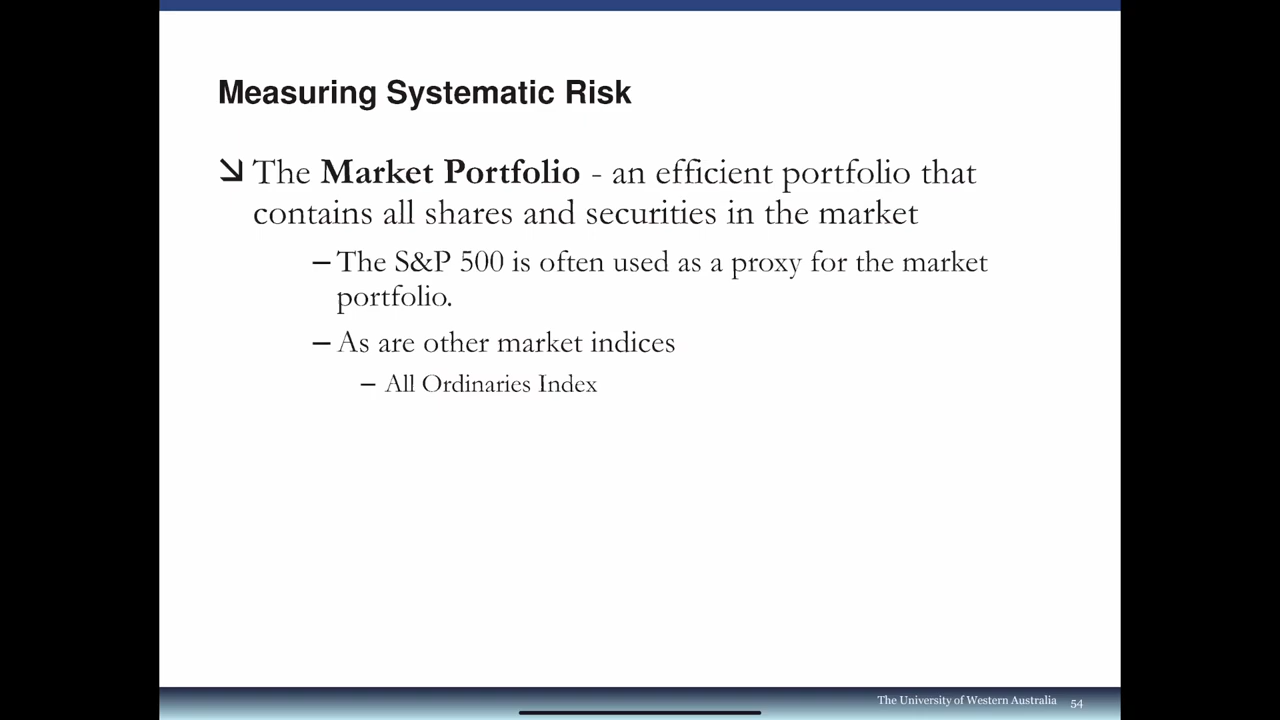 Measuring Systematic Risk
The Market Portfolio - an efficient portfolio that
contains all shares and securities in the market
– The S&P 500 is often used as a proxy for the market
portfolio.
– As are other market indices
– All Ordinaries Index
The University of Western Australia 54